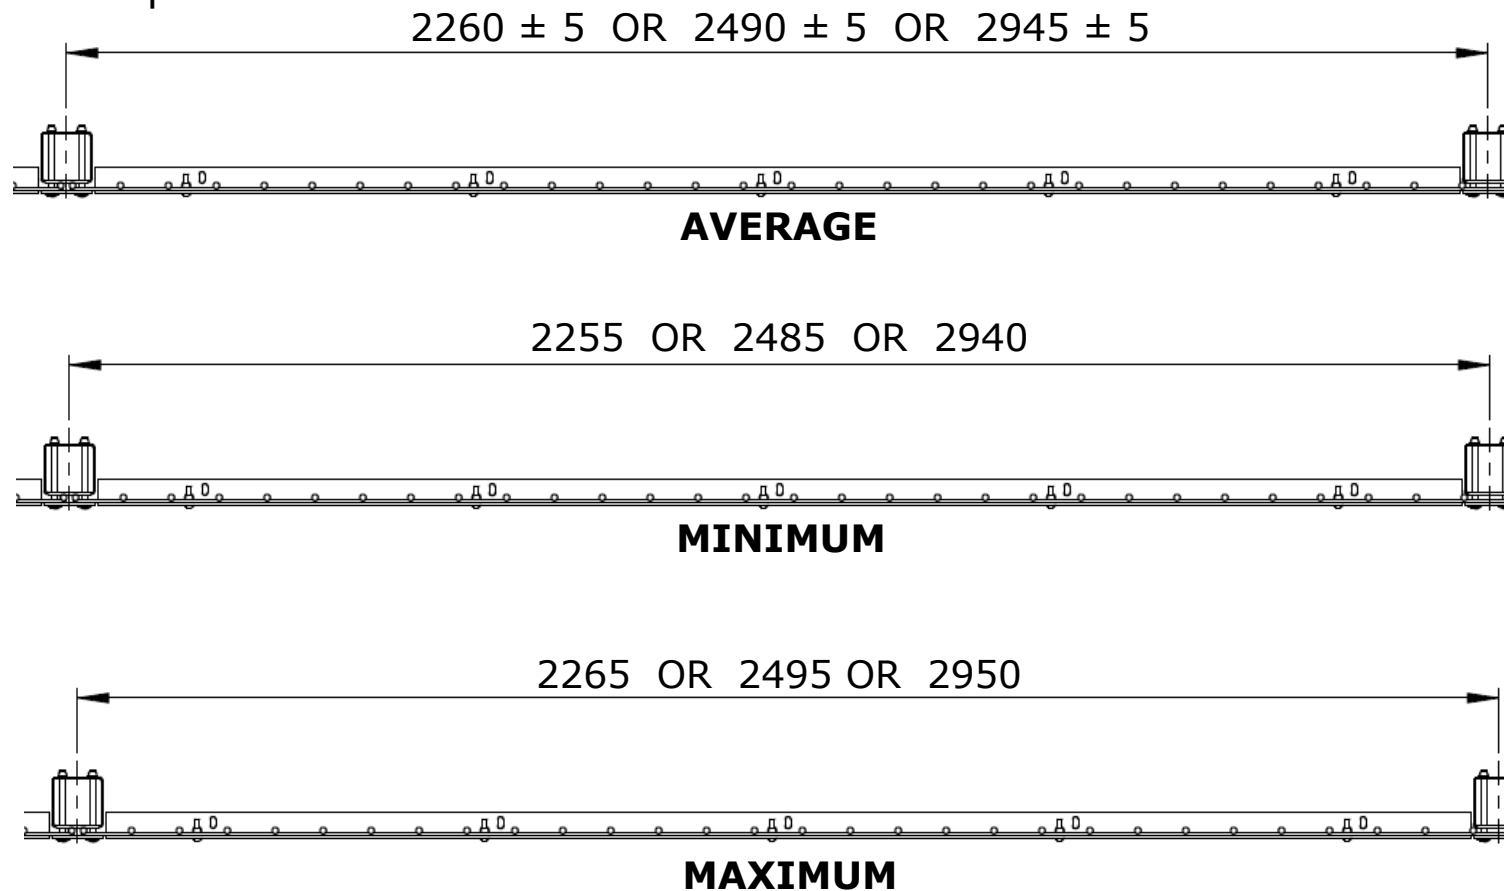 2260 ± 5 OR 2490 ± 5 OR 2945 ± 5
AVERAGE
2255 OR 2485 OR 2940
MINIMUM
2265 OR 2495 OR 2950
MAXIMUM